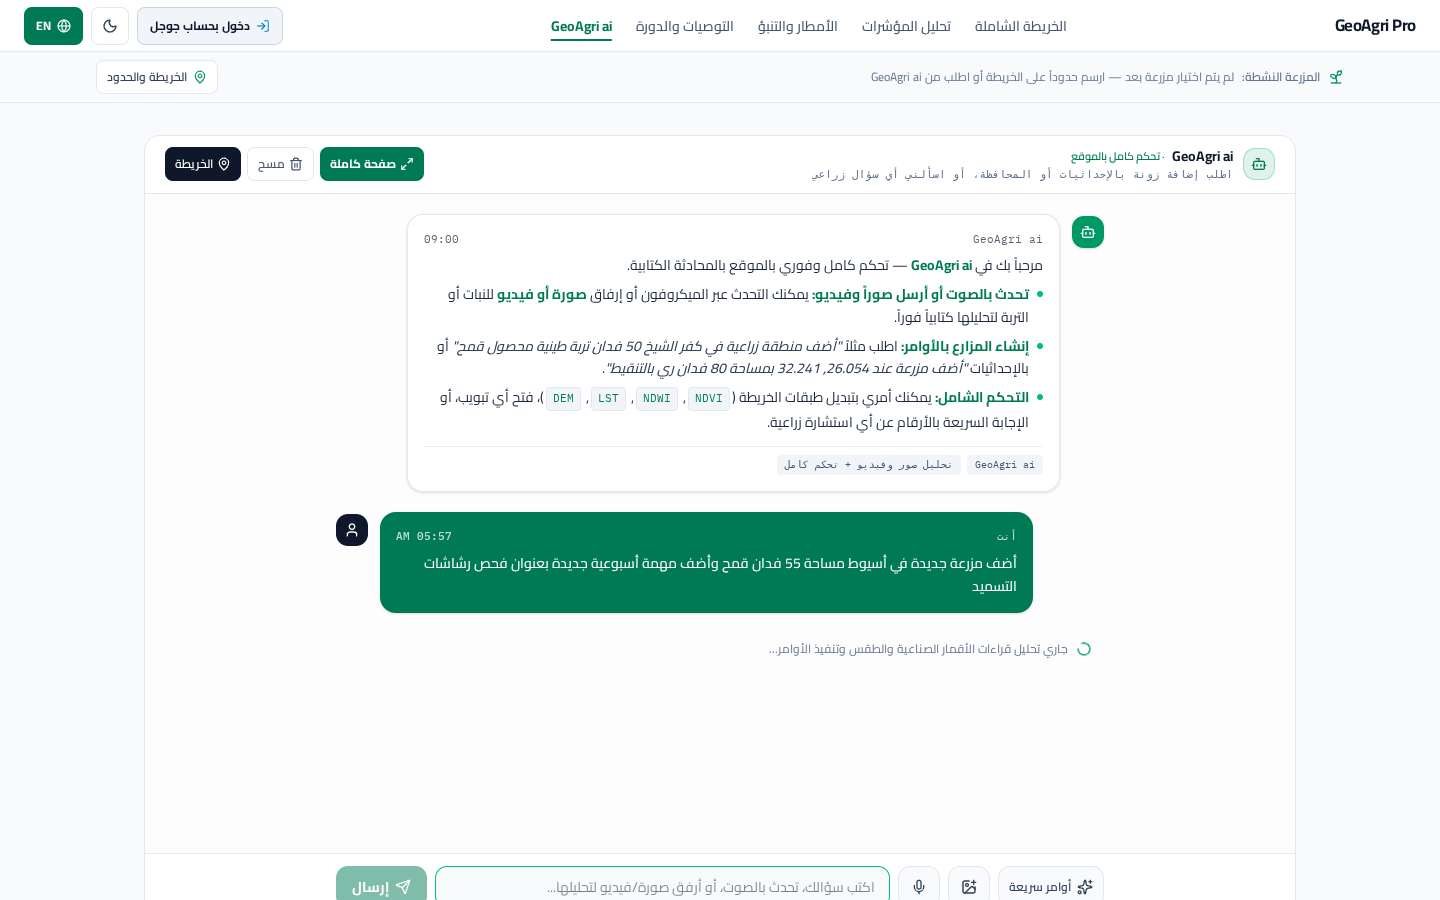 GeoAgri Pro
الخريطة الشاملة
تحليل المؤشرات
الأمطار والتنبؤ
التوصيات والدورة
GeoAgri ai
دخول بحساب جوجل
EN
المزرعة النشطة: لم يتم اختيار مزرعة بعد — ارسم حدوداً على الخريطة أو اطلب من GeoAgri ai
الخريطة والحدود
GeoAgri ai · تحكم كامل بالموقع
اطلب إضافة زونة بالإحداثيات أو المحافظة، أو اسألني أي سؤال زراعي
صفحة كاملة
مسح
الخريطة
GeoAgri ai
09:00
مرحباً بك في GeoAgri ai — تحكم كامل وفوري بالموقع بالمحادثة الكتابية.
تحدث بالصوت أو أرسل صوراً وفيديو: يمكنك التحدث عبر الميكروفون أو إرفاق صورة أو فيديو للنبات أو
التربة لتحليلها كتابياً فوراً.
إنشاء المزارع بالأوامر: اطلب مثلاً "أضف منطقة زراعية في كفر الشيخ 50 فدان تربة طينية محصول قمح" أو
بالإحداثيات "أضف مزرعة عند 26.054, 32.241 بمساحة 80 فدان ري بالتنقيط".
التحكم الشامل: يمكنك أمري بتبديل طبقات الخريطة (NDVI, NDWI, LST, DEM)، فتح أي تبويب، أو
الإجابة السريعة بالأرقام عن أي استشارة زراعية.
GeoAgri ai
تحليل صور وفيديو + تحكم كامل
أنت
05:57 AM
أضف مزرعة جديدة في أسيوط مساحة 55 فدان قمح وأضف مهمة أسبوعية جديدة بعنوان فحص رشاشات
التسميد
جاري تحليل قراءات الأقمار الصناعية والطقس وتنفيذ الأوامر...
أوامر سريعة
اكتب سؤالك، تحدث بالصوت، أو أرفق صورة/فيديو لتحليلها...
إرسال